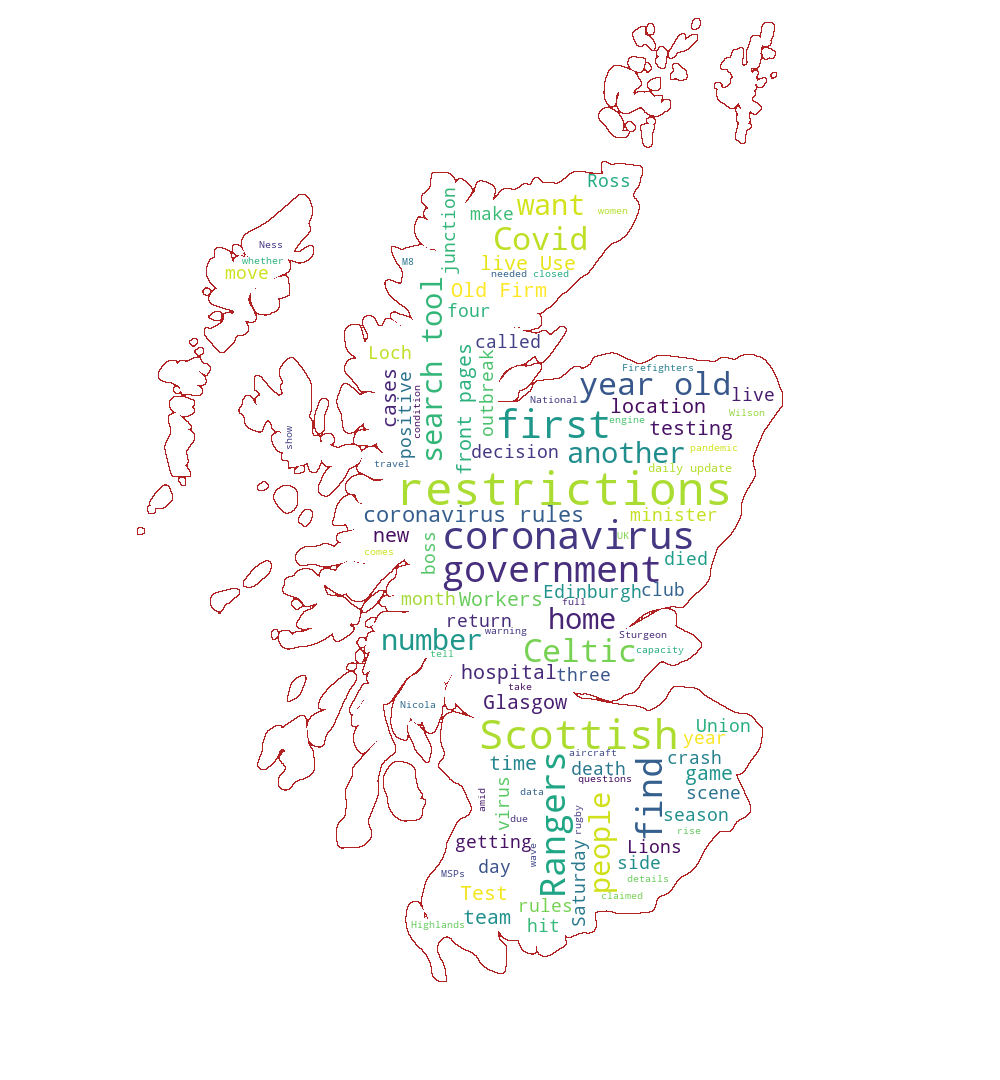 Ross
want
women
make
junction
Covid
Ness
whether
M8
live Use
move
needed
closed
Old Firm
search tool
four
called
Loch
front pages
outbreak
Firefighters
year old
live
cases
positive
condition
National
location
Wilson
first
engine
testing
show
decision
another
pandemic
travel
daily update
restrictions
coronavirus rules
minister
new
coronavirus
UK
boss
comes
government
died
Edinburgh
club
month
Workers
full
home
return
warning
Sturgeon
number
tell
Celtic
capacity
hospital
three
take
Glasgow
Nicola
Scottish
Union
year
time
aircraft
crash
death
game
questions
Rangers
find
amid
virus
data
scene
people
due
rugby
season
rise
getting
wave
Saturday
Lions
side
MSPs
day
details
Test
claimed
rules
team
Highlands
hit